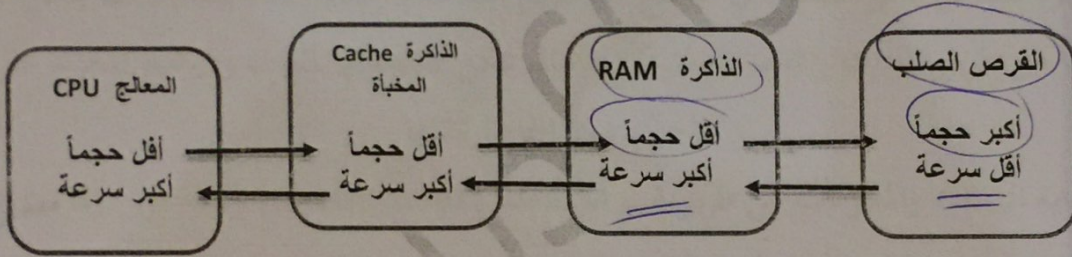 القرص الصلب
أكبر حجماً
أقل سرعة
الذاكرة RAM
أقل حجماً
أكبر سرعة
الذاكرة Cache
المخبأة
أقل حجماً
أكبر سرعة
المعالج CPU
أقل حجماً
أكبر سرعة